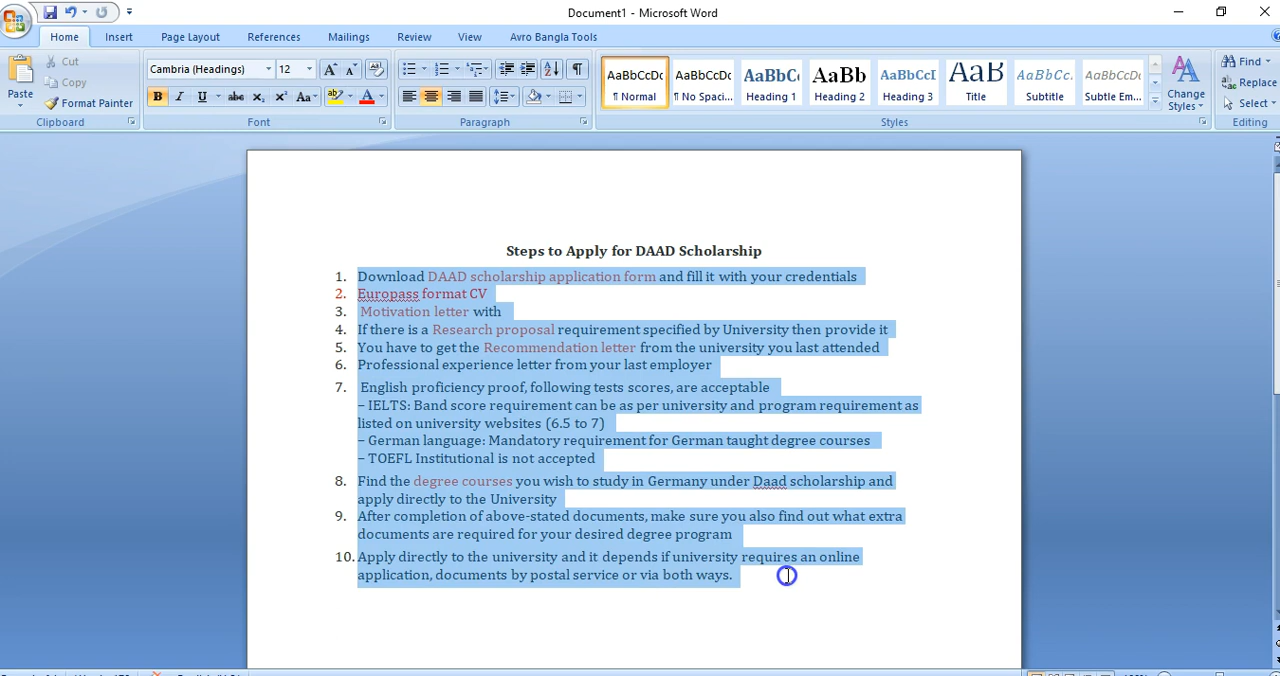 Document1 - Microsoft Word
Home Insert Page Layout References Mailings Review View Avro Bangla Tools
Paste
Cut
Copy
Format Painter
Clipboard
Cambria (Headings) 12
B I U abc X₂ X² Aa A
Font
Paragraph
AaBbCcDc AaBbCcDc AaBbC AaBb AaBbCcI AaB AaBbCc. AaBbCcDc
¶ Normal ¶ No Spaci... Heading 1 Heading 2 Heading 3 Title Subtitle Subtle Em...
Change Styles
Styles
Find
Replace
Select
Editing
Steps to Apply for DAAD Scholarship
1. Download DAAD scholarship application form and fill it with your credentials
2. Europass format CV
3. Motivation letter with
4. If there is a Research proposal requirement specified by University then provide it
5. You have to get the Recommendation letter from the university you last attended
6. Professional experience letter from your last employer
7. English proficiency proof, following tests scores, are acceptable
– IELTS: Band score requirement can be as per university and program requirement as
listed on university websites (6.5 to 7)
– German language: Mandatory requirement for German taught degree courses
– TOEFL Institutional is not accepted
8. Find the degree courses you wish to study in Germany under Daad scholarship and
apply directly to the University
9. After completion of above-stated documents, make sure you also find out what extra
documents are required for your desired degree program
10. Apply directly to the university and it depends if university requires an online
application, documents by postal service or via both ways.